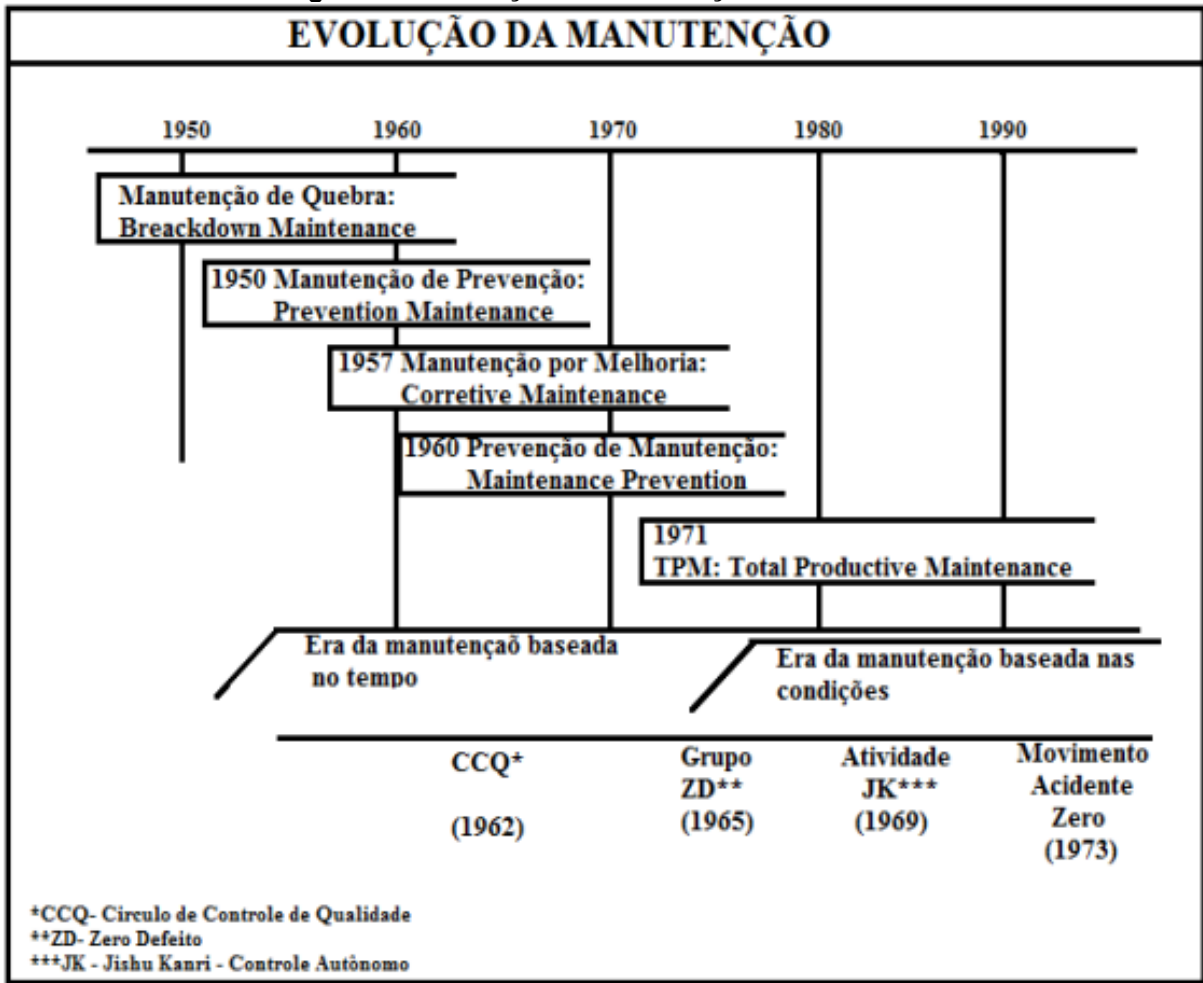 EVOLUÇÃO DA MANUTENÇÃO
1950 1960 1970 1980 1990
Manutenção de Quebra:
Breackdown Maintenance
1950 Manutenção de Prevenção:
Prevention Maintenance
1957 Manutenção por Melhoria:
Corretive Maintenance
1960 Prevenção de Manutenção:
Maintenance Prevention
1971
TPM: Total Productive Maintenance
Era da manutençaõ baseada
no tempo
Era da manutenção baseada nas
condições
CCQ*
(1962)
Grupo
ZD**
(1965)
Atividade
JK***
(1969)
Movimento
Acidente
Zero
(1973)
*CCQ- Circulo de Controle de Qualidade
**ZD- Zero Defeito
***JK - Jishu Kanri - Controle Autônomo